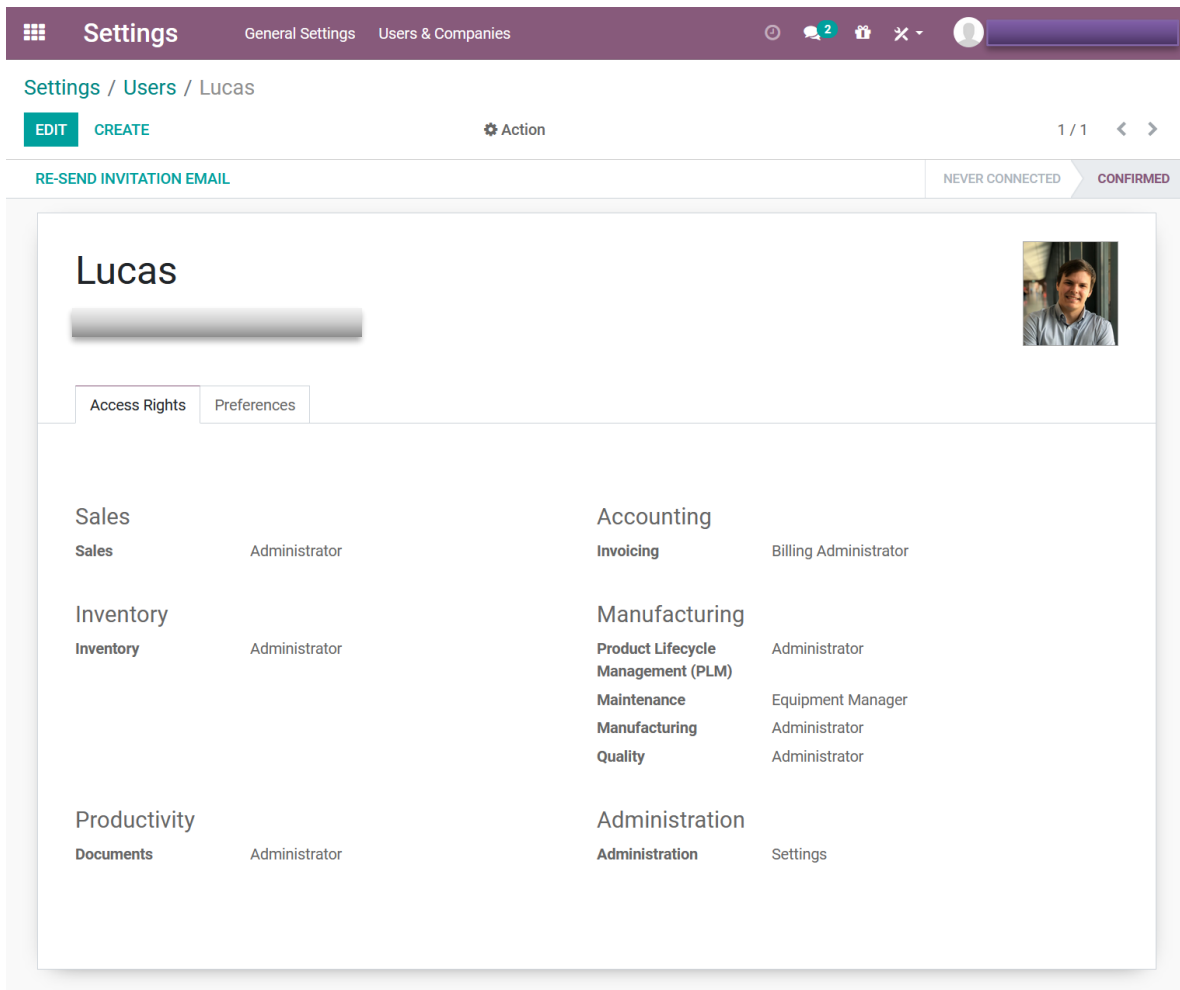 Settings General Settings Users & Companies 2
Settings / Users / Lucas
EDIT CREATE Action 1 / 1
RE-SEND INVITATION EMAIL NEVER CONNECTED CONFIRMED
Lucas
Access Rights Preferences
Sales Accounting
Sales Administrator Invoicing Billing Administrator
Inventory Manufacturing
Inventory Administrator Product Lifecycle Administrator
Management (PLM)
Maintenance Equipment Manager
Manufacturing Administrator
Quality Administrator
Productivity Administration
Documents Administrator Administration Settings